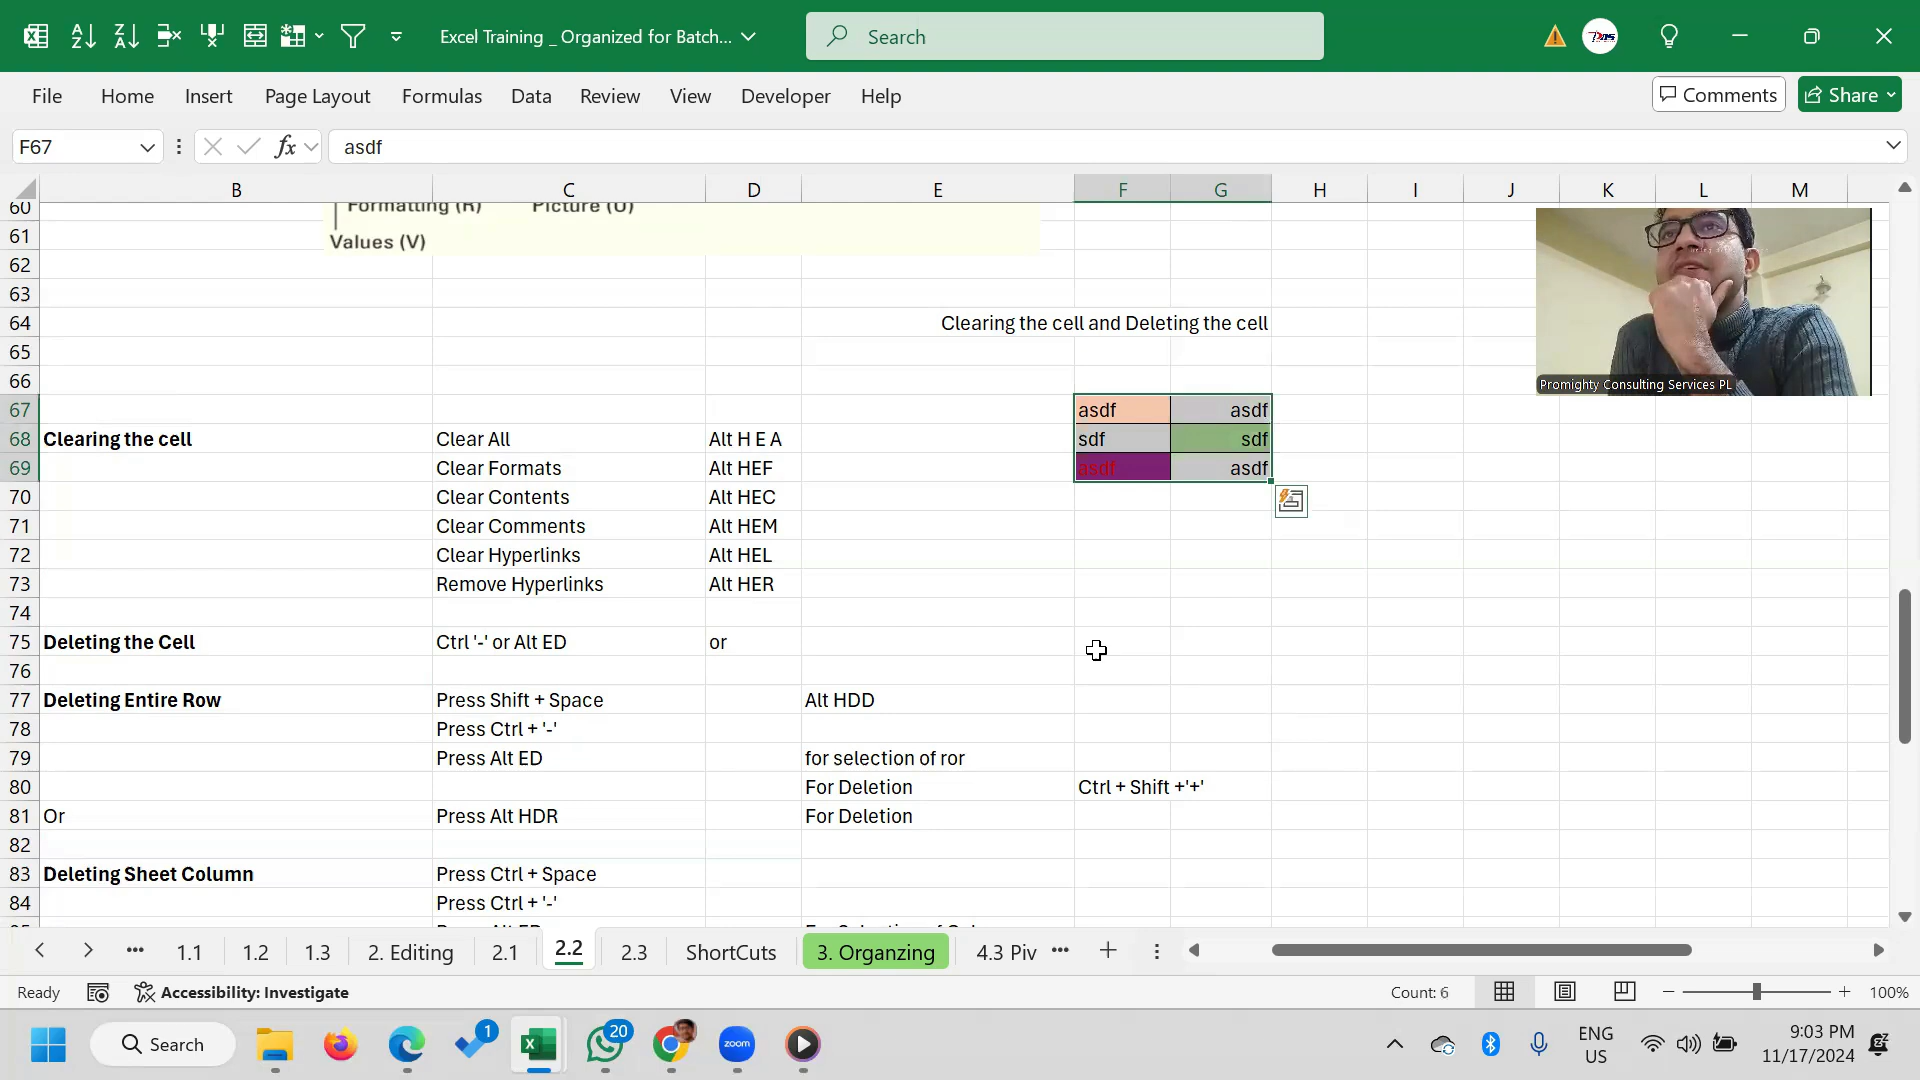 Excel Training _ Organized for Batch...
Search
File Home Insert Page Layout Formulas Data Review View Developer Help
Comments Share
F67 fx asdf
B C D E F G H I J K L M
60 Formatting (R) Picture (U)
61 Values (V)
62
63
64 Clearing the cell and Deleting the cell
65
66
67 asdf asdf
68 Clearing the cell Clear All Alt H E A sdf sdf
69 Clear Formats Alt HEF asdf asdf
70 Clear Contents Alt HEC
71 Clear Comments Alt HEM
72 Clear Hyperlinks Alt HEL
73 Remove Hyperlinks Alt HER
74
75 Deleting the Cell Ctrl '-' or Alt ED or
76
77 Deleting Entire Row Press Shift + Space Alt HDD
78 Press Ctrl + '-'
79 Press Alt ED for selection of ror
80 For Deletion Ctrl + Shift +'+'
81 Or Press Alt HDR For Deletion
82
83 Deleting Sheet Column Press Ctrl + Space
84 Press Ctrl + '-'
Promighty Consulting Services PL
1.1 1.2 1.3 2. Editing 2.1 2.2 2.3 ShortCuts 3. Organzing 4.3 Piv
Ready Accessibility: Investigate Count: 6 100%
Search 1 20 zoom
ENG
US
9:03 PM
11/17/2024